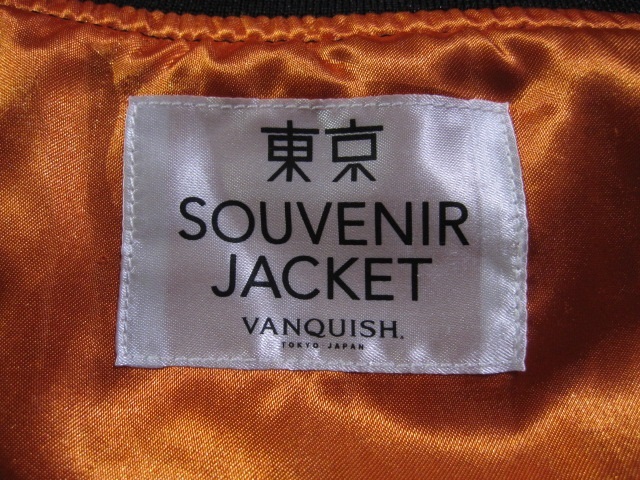 東京
SOUVENIR
JACKET
VANQUISH.
TOKYO JAPAN